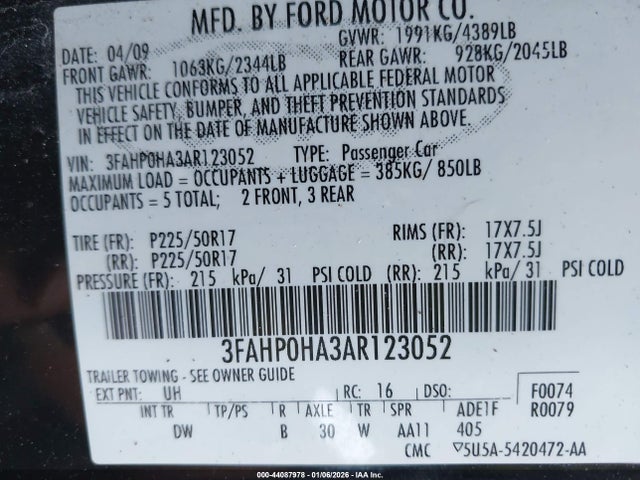 MFD. BY FORD MOTOR CO.
DATE: 04/09 GVWR: 1991KG/4389LB
FRONT GAWR: 1063KG/2344LB REAR GAWR: 928KG/2045LB
THIS VEHICLE CONFORMS TO ALL APPLICABLE FEDERAL MOTOR
VEHICLE SAFETY, BUMPER, AND THEFT PREVENTION STANDARDS
IN EFFECT ON THE DATE OF MANUFACTURE SHOWN ABOVE.
VIN: 3FAHP0HA3AR123052 TYPE: Passenger Car
MAXIMUM LOAD = OCCUPANTS + LUGGAGE = 385KG/ 850LB
OCCUPANTS = 5 TOTAL; 2 FRONT, 3 REAR
TIRE (FR): P225/50R17 RIMS (FR): 17X7.5J
(RR): P225/50R17 (RR): 17X7.5J
PRESSURE (FR): 215 kPa/ 31 PSI COLD (RR): 215 kPa/ 31 PSI COLD
3FAHP0HA3AR123052
TRAILER TOWING - SEE OWNER GUIDE
EXT PNT: UH RC: 16 DSO: F0074
INT TR TP/PS R AXLE TR SPR ADE1F R0079
DW B 30 W AA11 405
CMC ▽5U5A-5420472-AA
000-44087978 - 01/06/2026 - IAA Inc.